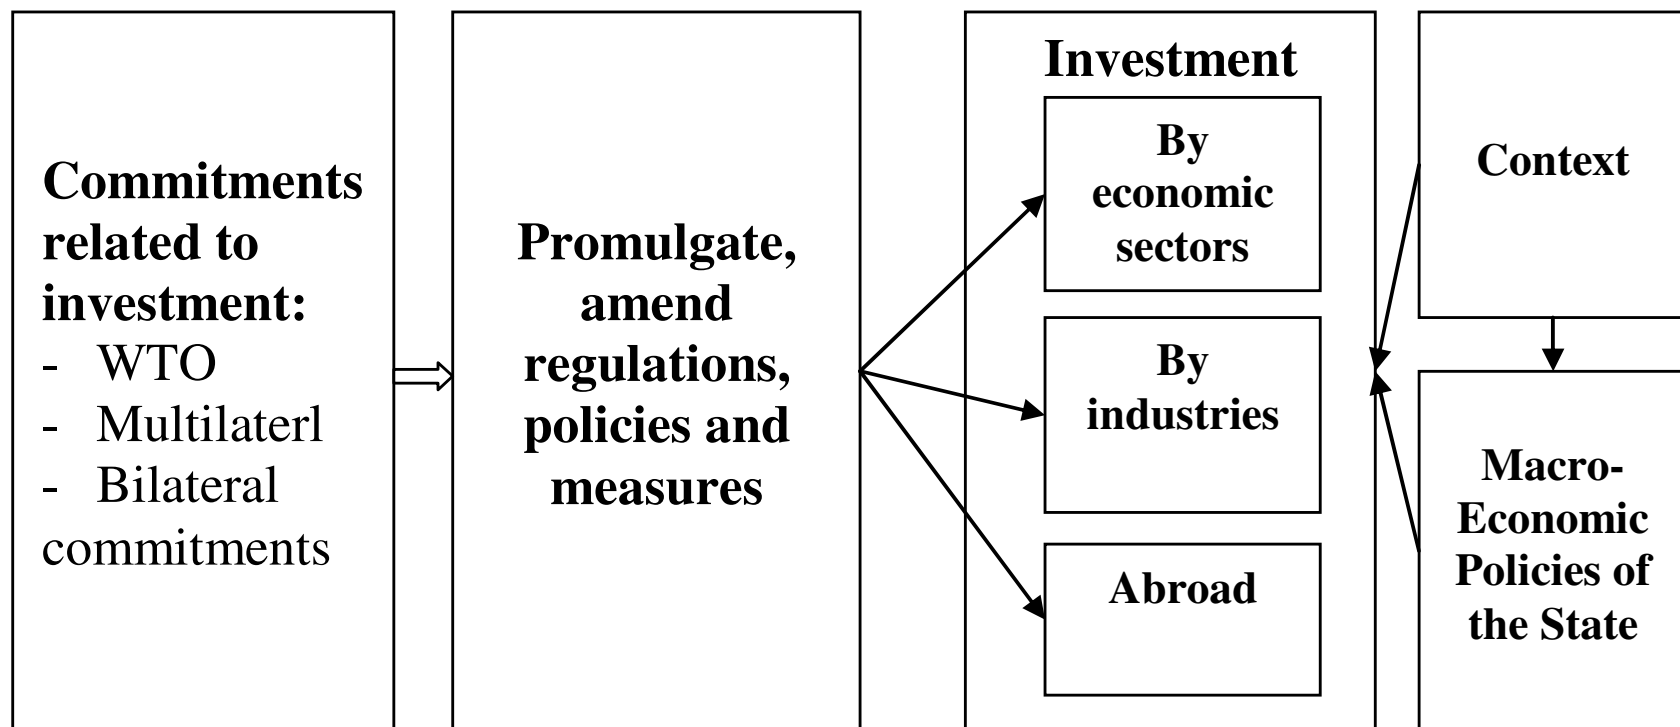 Commitments
related to
investment:
- WTO
- Multilaterl
- Bilateral
commitments
Promulgate,
amend
regulations,
policies and
measures
Investment
By
economic
sectors
By
industries
Abroad
Context
Macro-
Economic
Policies of
the State